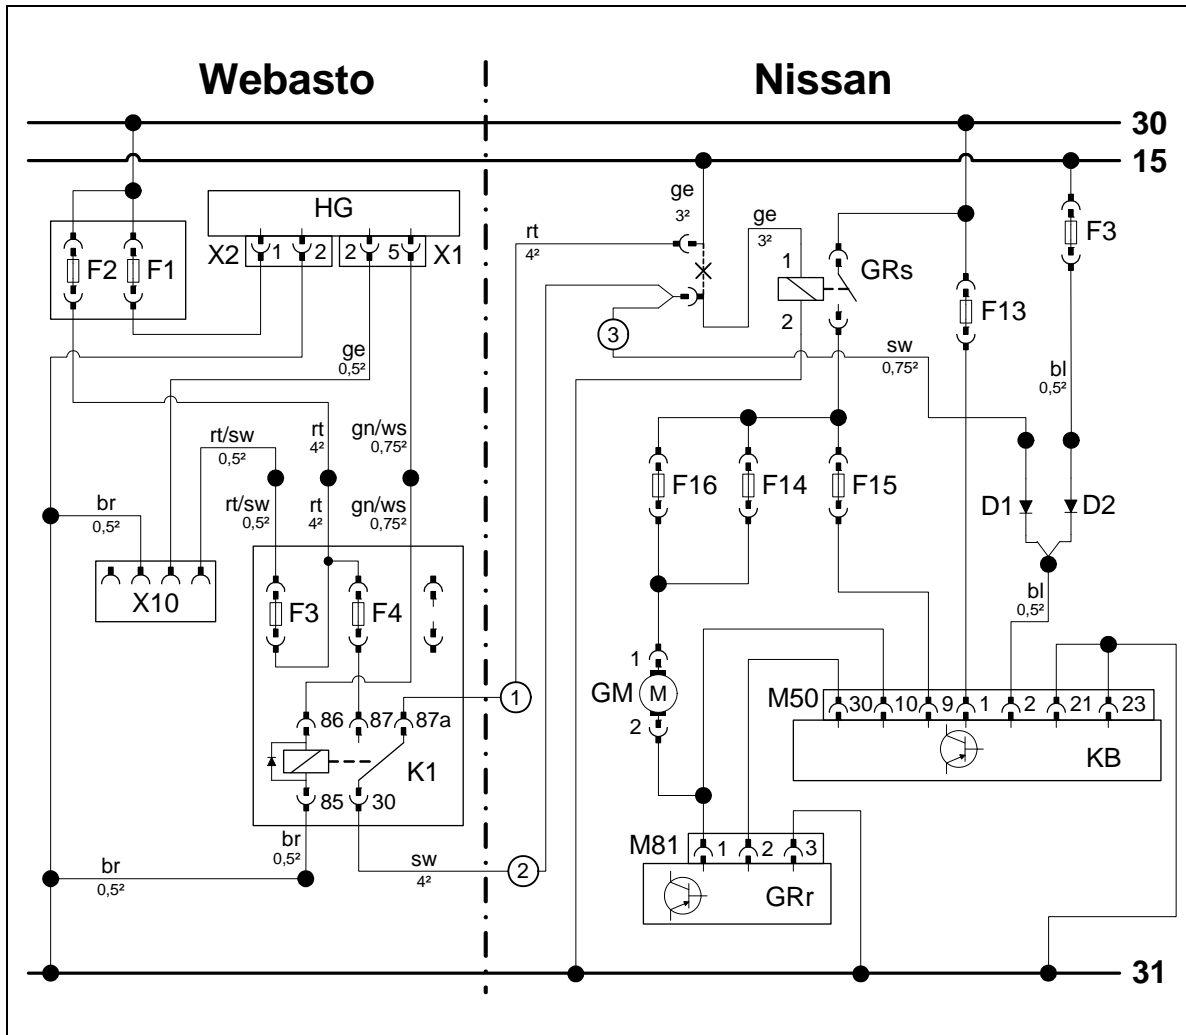 Webasto Nissan
30
15
HG
X2 1 2 2 5 X1
F2 F1
ge
3²
ge
3²
rt
4²
1
2
GRs
F3
F13
3
sw
0,75²
bl
0,5²
ge
0,5²
rt/sw
0,5²
rt
4²
gn/ws
0,75²
rt/sw
0,5²
rt
4²
gn/ws
0,75²
br
0,5²
F16 F14 F15
D1 D2
X10
F3 F4
bl
0,5²
1
GM M
2
1
M50 30 10 9 1 2 21 23
KB
86 87 87a
K1
85 30
br
0,5²
br
0,5²
sw
4²
2
M81 1 2 3
GRr
31